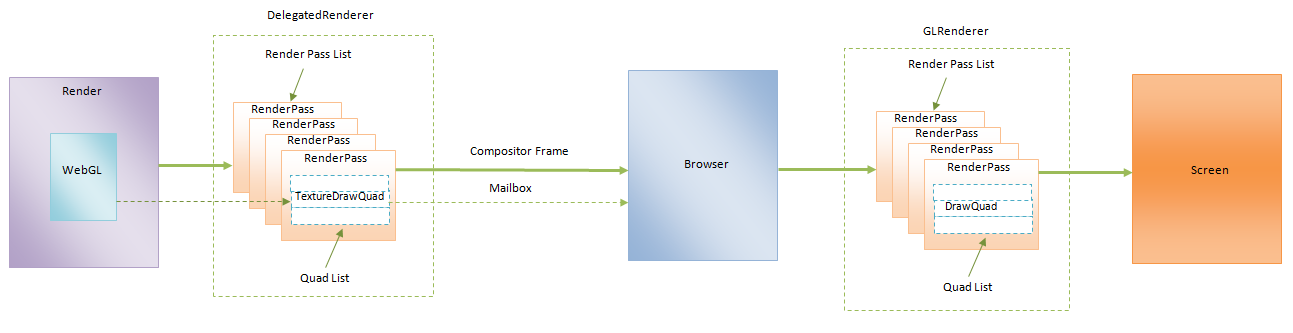 DelegatedRenderer
Render Pass List
RenderPass
RenderPass
RenderPass
RenderPass
TextureDrawQuad
Quad List
Render
WebGL
Compositor Frame
Mailbox
Browser
GLRenderer
Render Pass List
RenderPass
RenderPass
RenderPass
RenderPass
DrawQuad
Quad List
Screen